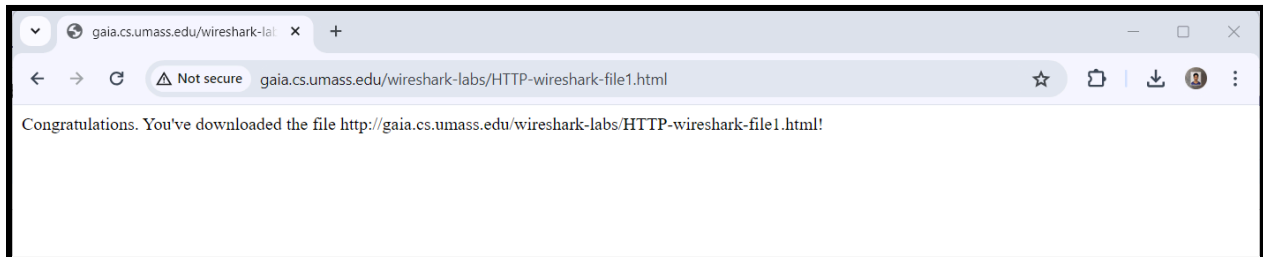 gaia.cs.umass.edu/wireshark-la
Not secure
gaia.cs.umass.edu/wireshark-labs/HTTP-wireshark-file1.html
Congratulations. You've downloaded the file http://gaia.cs.umass.edu/wireshark-labs/HTTP-wireshark-file1.html!